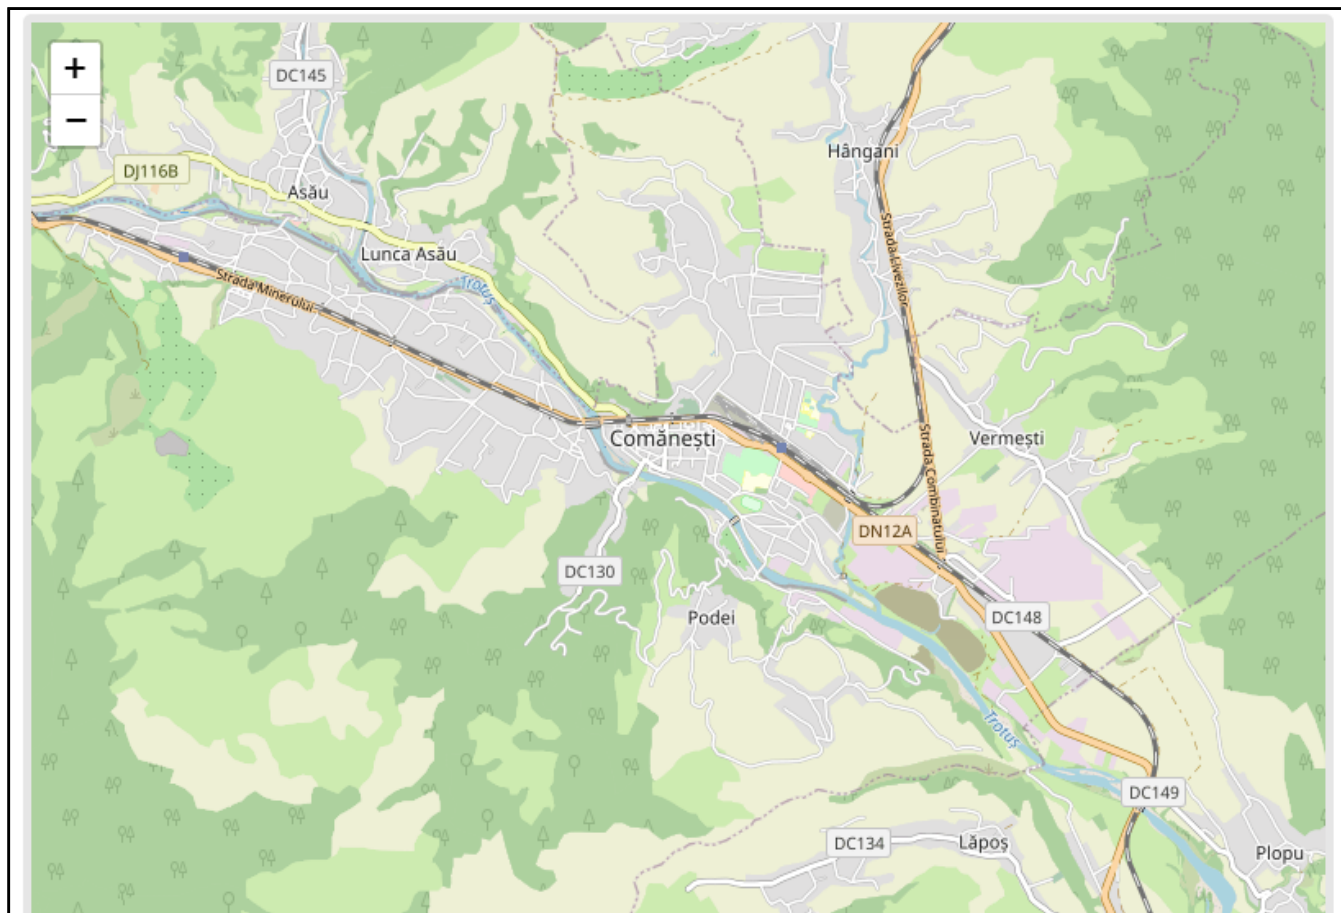 +
DC145
−
Hângani
DJ116B
Asău
Lunca Asău
Strada Livezilor
Strada Minerului
Trotuș
Comănești
Vermești
Strada Combinatului
DN12A
DC130
Podei
DC148
Trotuș
DC149
DC134
Lăpoș
Plopu